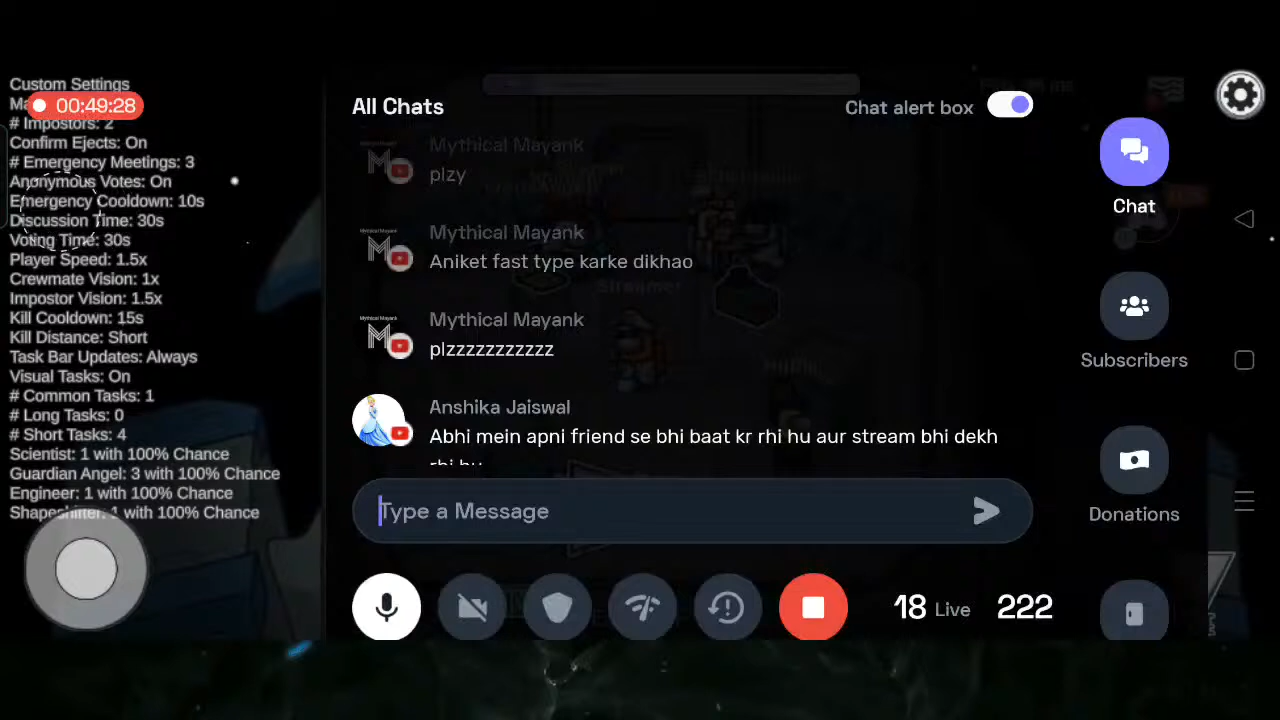 Custom Settings
Ma
00:49:28
# Impostors: 2
Confirm Ejects: On
# Emergency Meetings: 3
Anonymous Votes: On
Emergency Cooldown: 10s
Discussion Time: 30s
Voting Time: 30s
Player Speed: 1.5x
Crewmate Vision: 1x
Impostor Vision: 1.5x
Kill Cooldown: 15s
Kill Distance: Short
Task Bar Updates: Always
Visual Tasks: On
# Common Tasks: 1
# Long Tasks: 0
# Short Tasks: 4
Scientist: 1 with 100% Chance
Guardian Angel: 3 with 100% Chance
Engineer: 1 with 100% Chance
Shapeshifter: 1 with 100% Chance
All Chats
Chat alert box
Mythical Mayank
plzy
Mythical Mayank
Aniket fast type karke dikhao
Streamer
Mythical Mayank
plzzzzzzzzzzz
Anshika Jaiswal
Abhi mein apni friend se bhi baat kr rhi hu aur stream bhi dekh
rhi hu
Type a Message
18 Live 222
Chat
Subscribers
Donations